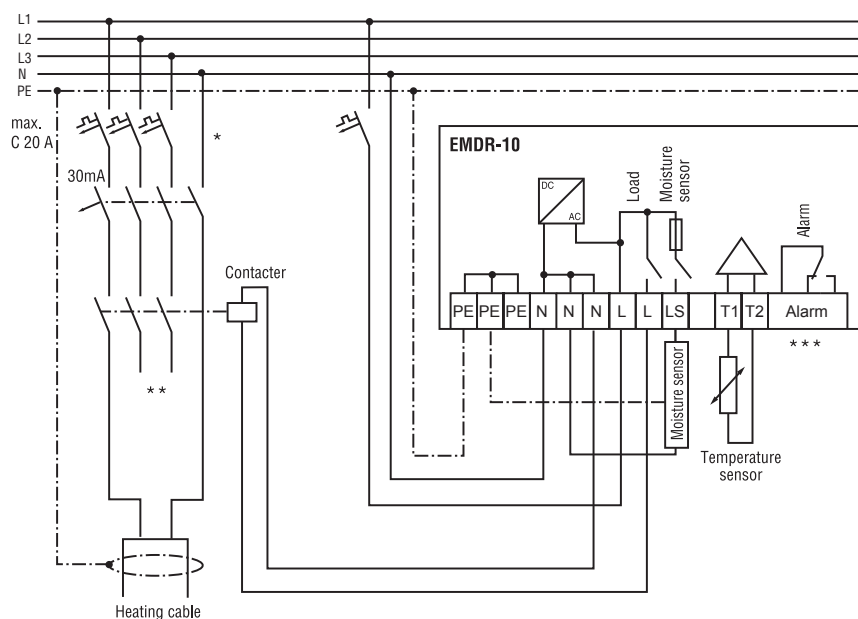 L1
L2
L3
N
PE
max.
C 20 A
*
30mA
Contacter
* *
Heating cable
EMDR-10
DC
AC
Load
Moisture
sensor
Alarm
PE PE PE N N N L L LS T1 T2 Alarm
* * *
Moisture sensor
Temperature
sensor